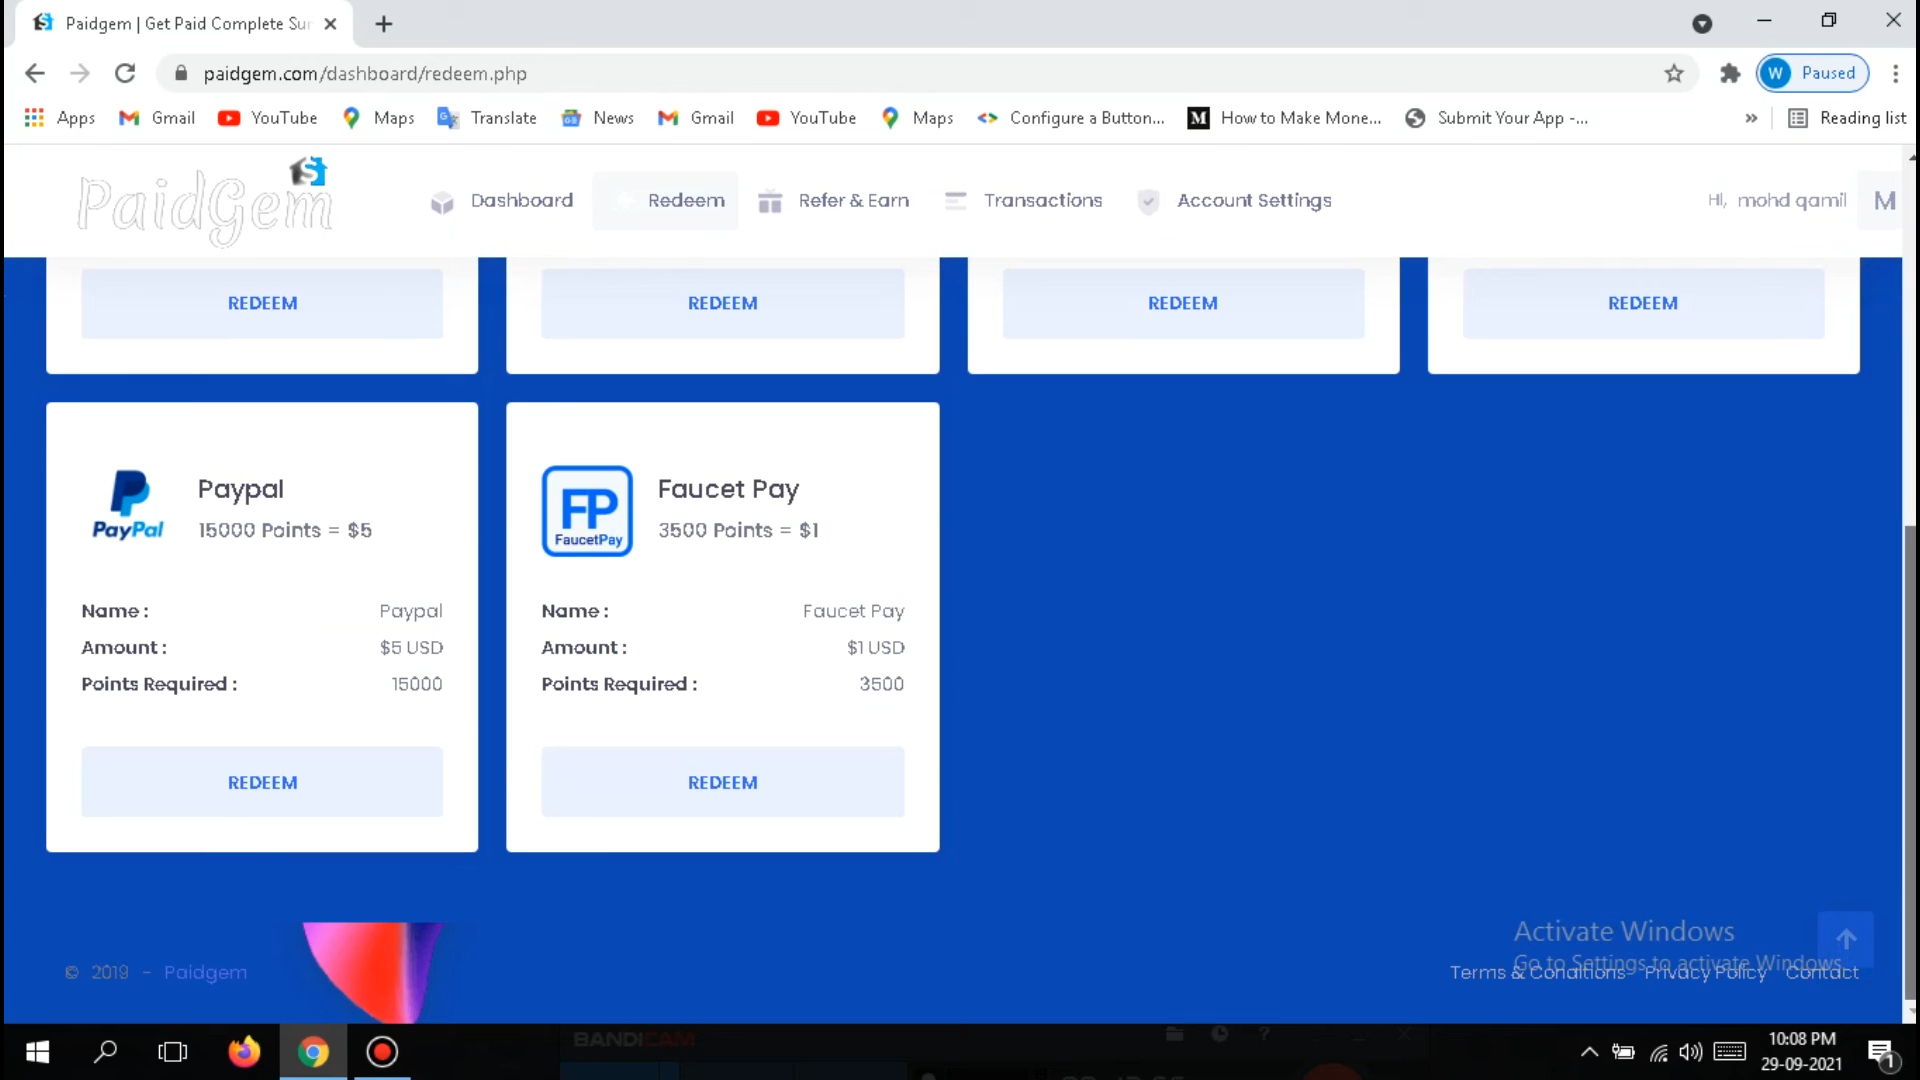 Paidgem | Get Paid Complete Sur
paidgem.com/dashboard/redeem.php
W Paused
Apps Gmail YouTube Maps Translate News Gmail YouTube Maps Configure a Button... M How to Make Mone... Submit Your App -... » Reading list
PaidGem Dashboard Redeem Refer & Earn Transactions Account Settings Hi, mohd qamil M
REDEEM REDEEM REDEEM REDEEM
Paypal
15000 Points = $5
PayPal
Name : Paypal
Amount : $5 USD
Points Required : 15000
REDEEM
Faucet Pay
3500 Points = $1
FP
FaucetPay
Name : Faucet Pay
Amount : $1 USD
Points Required : 3500
REDEEM
Activate Windows
Go to Settings to activate Windows.
© 2019 - Paidgem
Terms & Conditions Privacy Policy Contact
BANDICAM
10:08 PM
29-09-2021
1